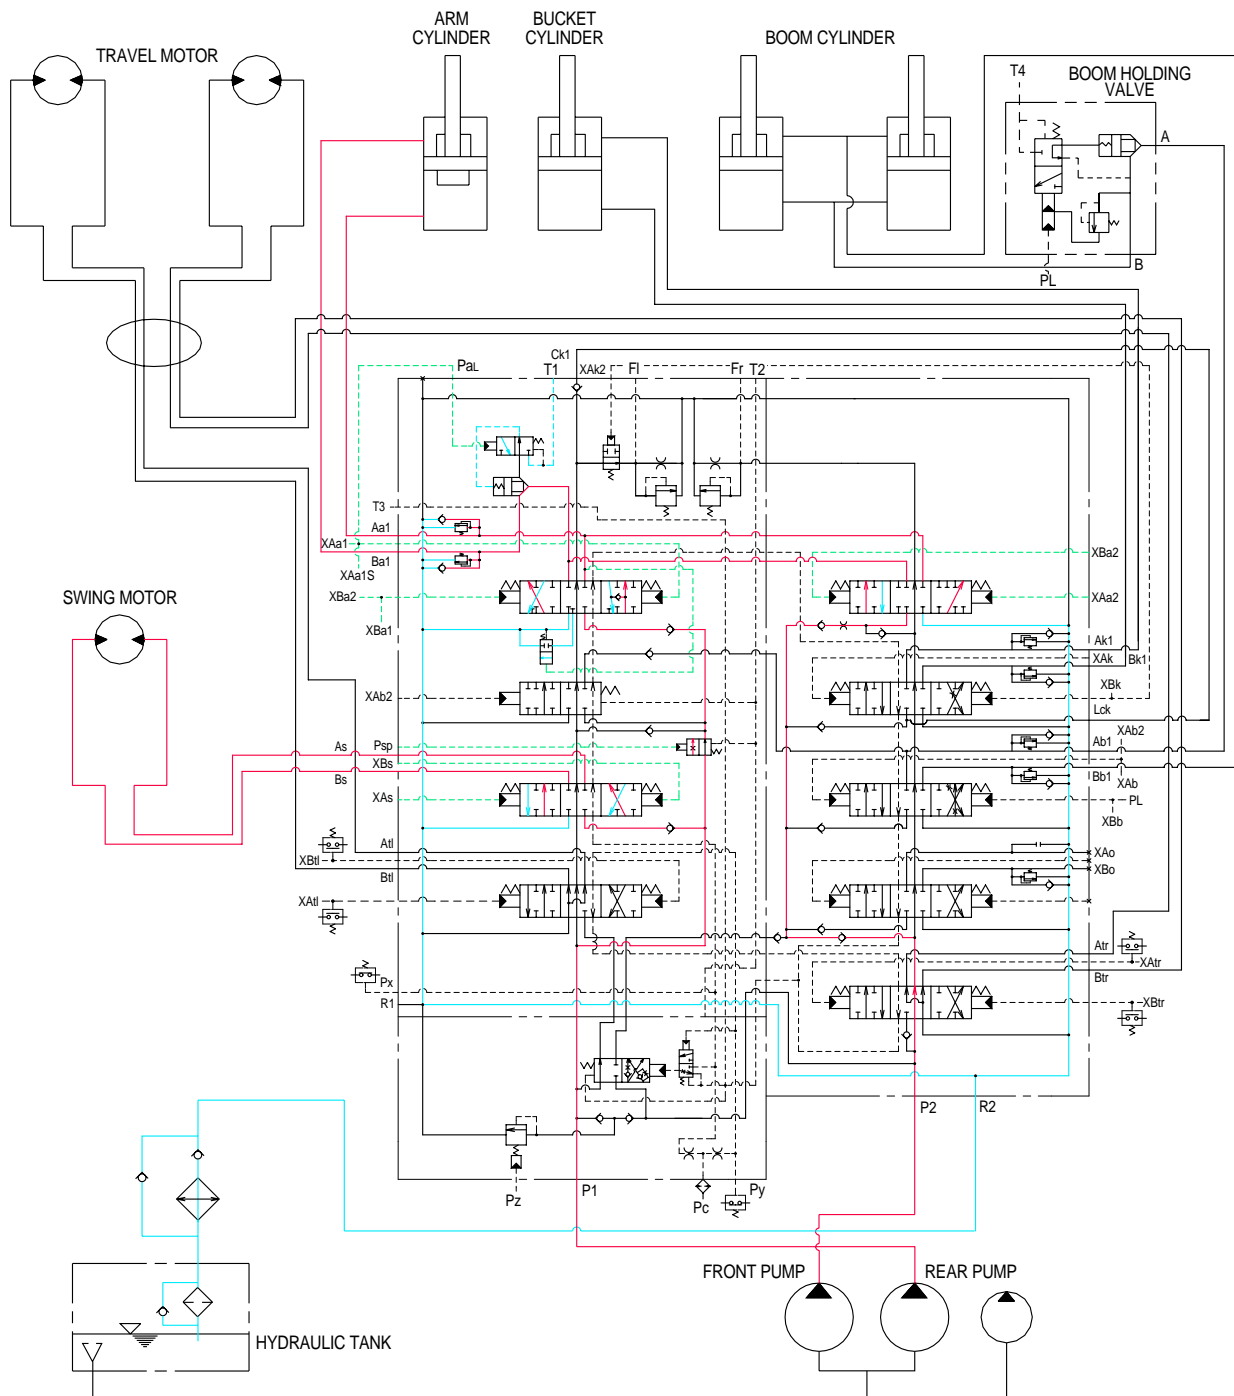 ARM
CYLINDER
BUCKET
CYLINDER
BOOM CYLINDER
TRAVEL MOTOR
T4
BOOM HOLDING
VALVE
A
B
PL
Ck1
PaL
T1
XAk2
Fl
Fr
T2
T3
Aa1
XAa1
Ba1
XAa1S
XBa2
XBa1
XBa2
XAa2
SWING MOTOR
Ak1
XAk
Bk1
XBk
Lck
XAb2
XAb2
Ab1
As
Psp
XBs
Bs
XAs
Bb1
XAb
PL
XBb
Atl
XBtl
Btl
XAtl
XAo
XBo
Atr
XAtr
Btr
XBtr
Px
R1
P2
R2
Pz
P1
Pc
Py
FRONT PUMP
REAR PUMP
HYDRAULIC TANK